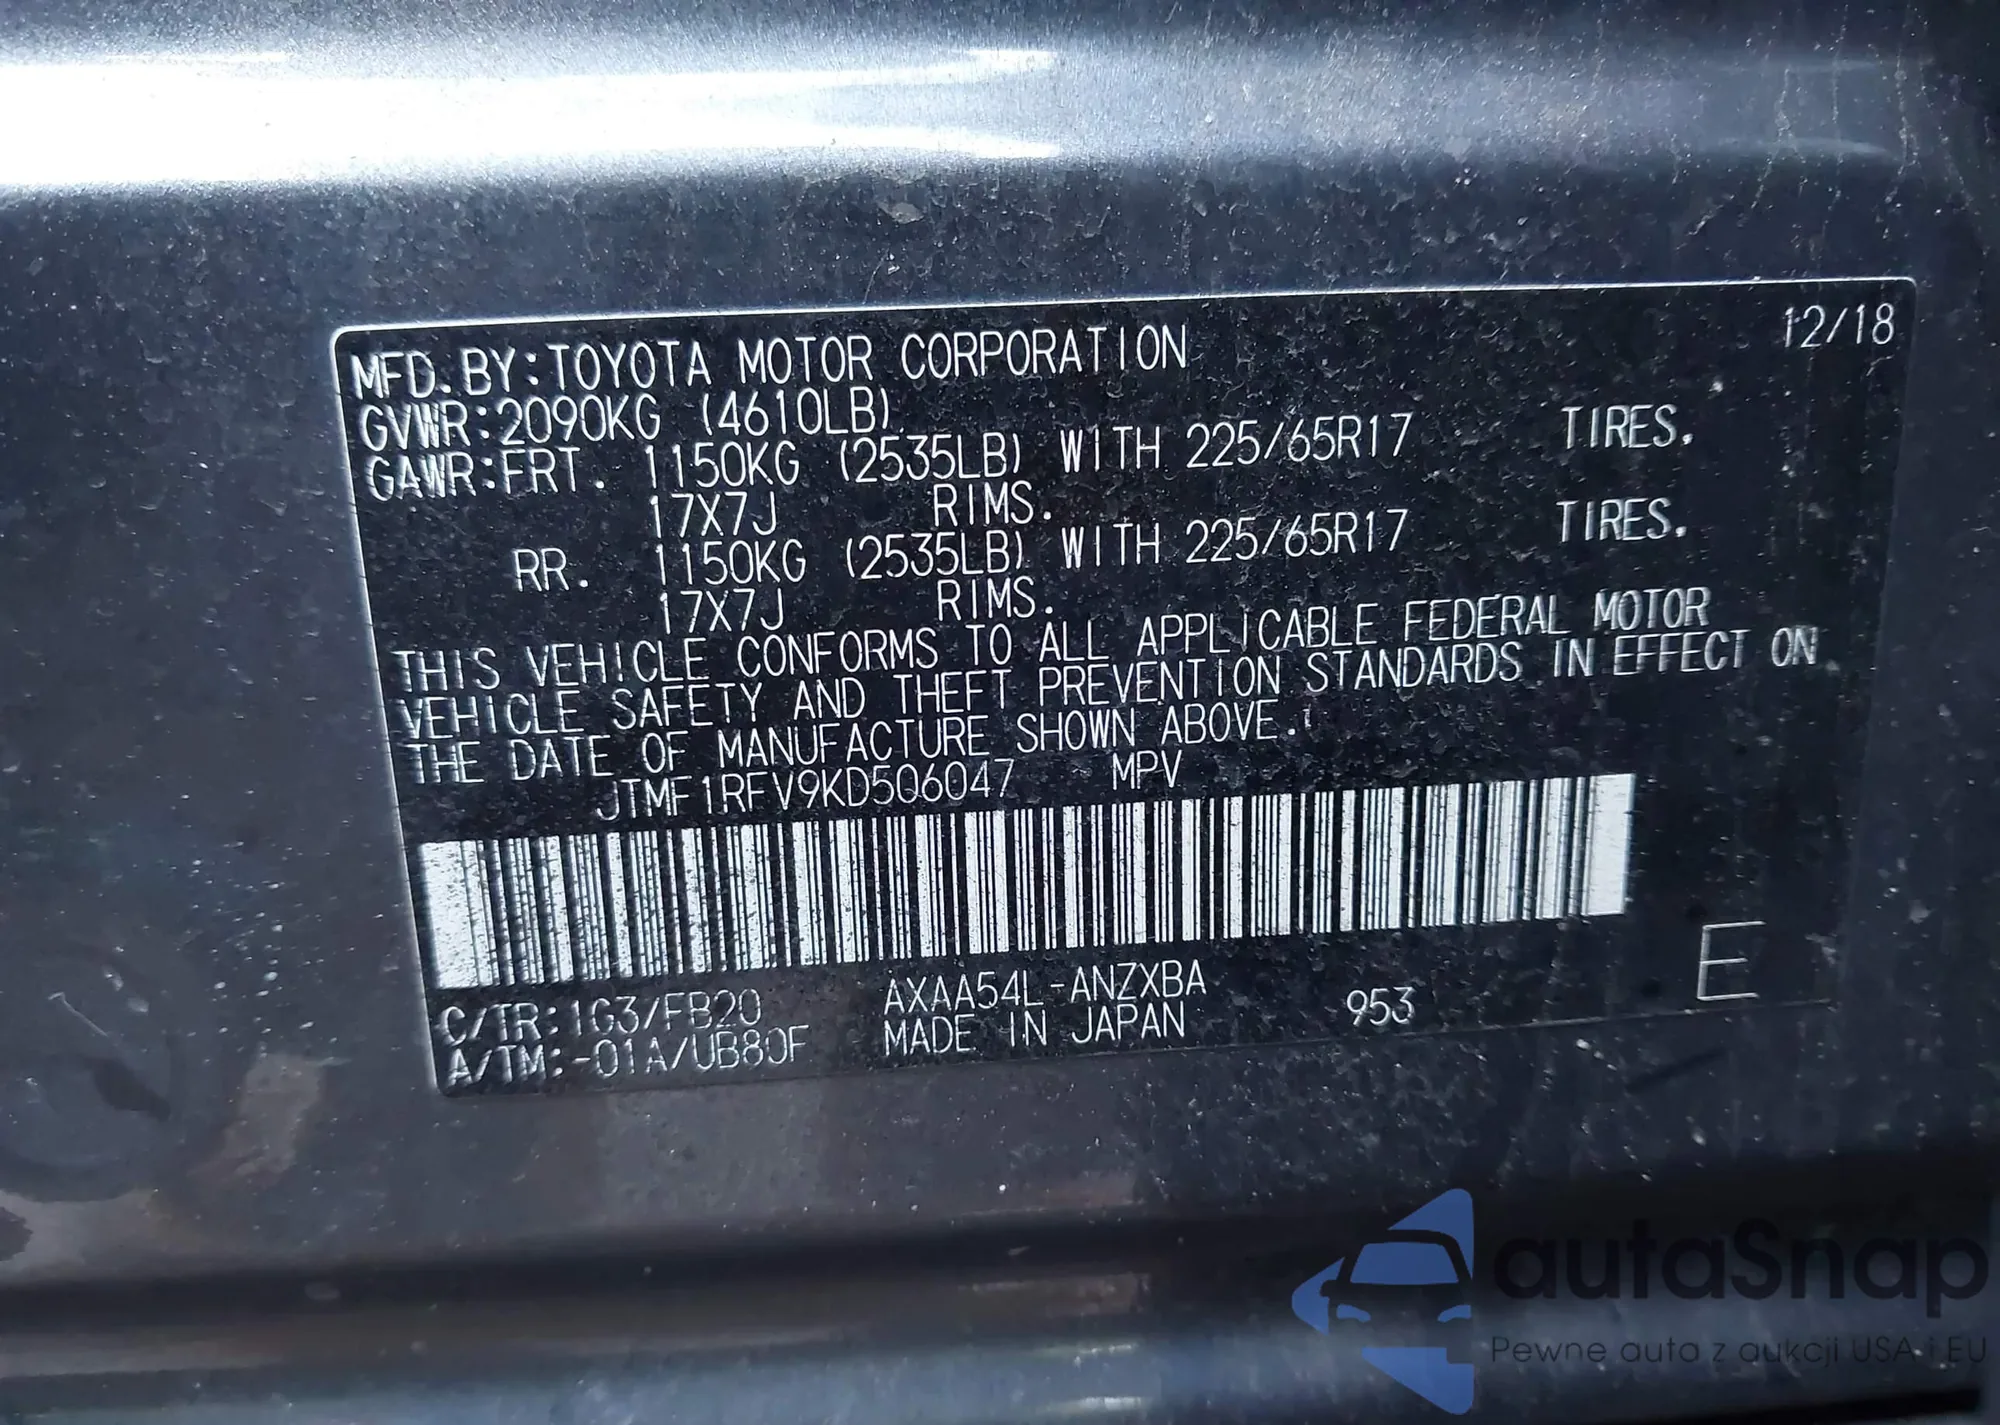 12/18
MFD.BY:TOYOTA MOTOR CORPORATION
GVWR:2090KG (4610LB)
GAWR:FRT. 1150KG (2535LB) WITH 225/65R17 TIRES.
17X7J RIMS.
RR. 1150KG (2535LB) WITH 225/65R17 TIRES.
17X7J RIMS.
THIS VEHICLE CONFORMS TO ALL APPLICABLE FEDERAL MOTOR
VEHICLE SAFETY AND THEFT PREVENTION STANDARDS IN EFFECT ON
THE DATE OF MANUFACTURE SHOWN ABOVE.
JTMF1RFV9KD506047 MPV
E
C/TR:1G3/FB20 AXAA54L-ANZXBA 953
A/TM:-01A/UB80F MADE IN JAPAN
autaSnap
Pewne auta z aukcji USA i EU